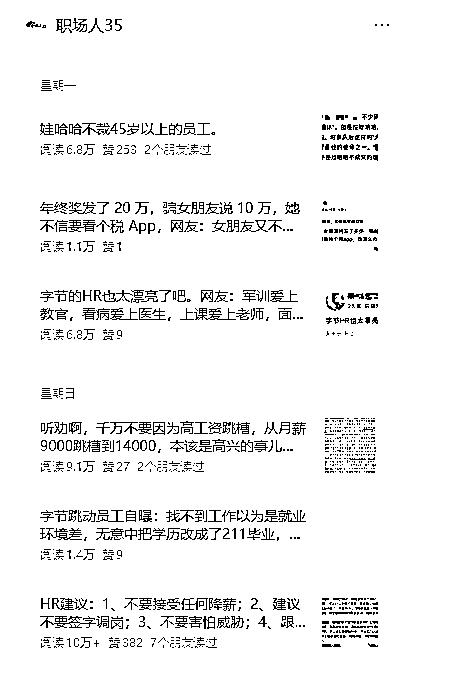 职场人35
星期一
娃哈哈不裁45岁以上的员工。
阅读6.8万 赞253 2个朋友读过
年终奖发了 20 万，骗女朋友说 10 万，她
不信要看个税 App，网友：女朋友又不...
阅读1.1万 赞1
字节的HR也太漂亮了吧。网友：军训爱上
教官，看病爱上医生，上课爱上老师，面...
阅读6.8万 赞9
星期日
听劝啊，千万不要因为高工资跳槽，从月薪
9000跳槽到14000，本该是高兴的事儿...
阅读9.1万 赞27 2个朋友读过
字节跳动员工自曝：找不到工作以为是就业
环境差，无意中把学历改成了211毕业，...
阅读1.4万 赞9
HR建议：1、不要接受任何降薪；2、建议
不要签字调岗；3、不要害怕威胁；4、跟...
阅读10万+ 赞382 7个朋友读过